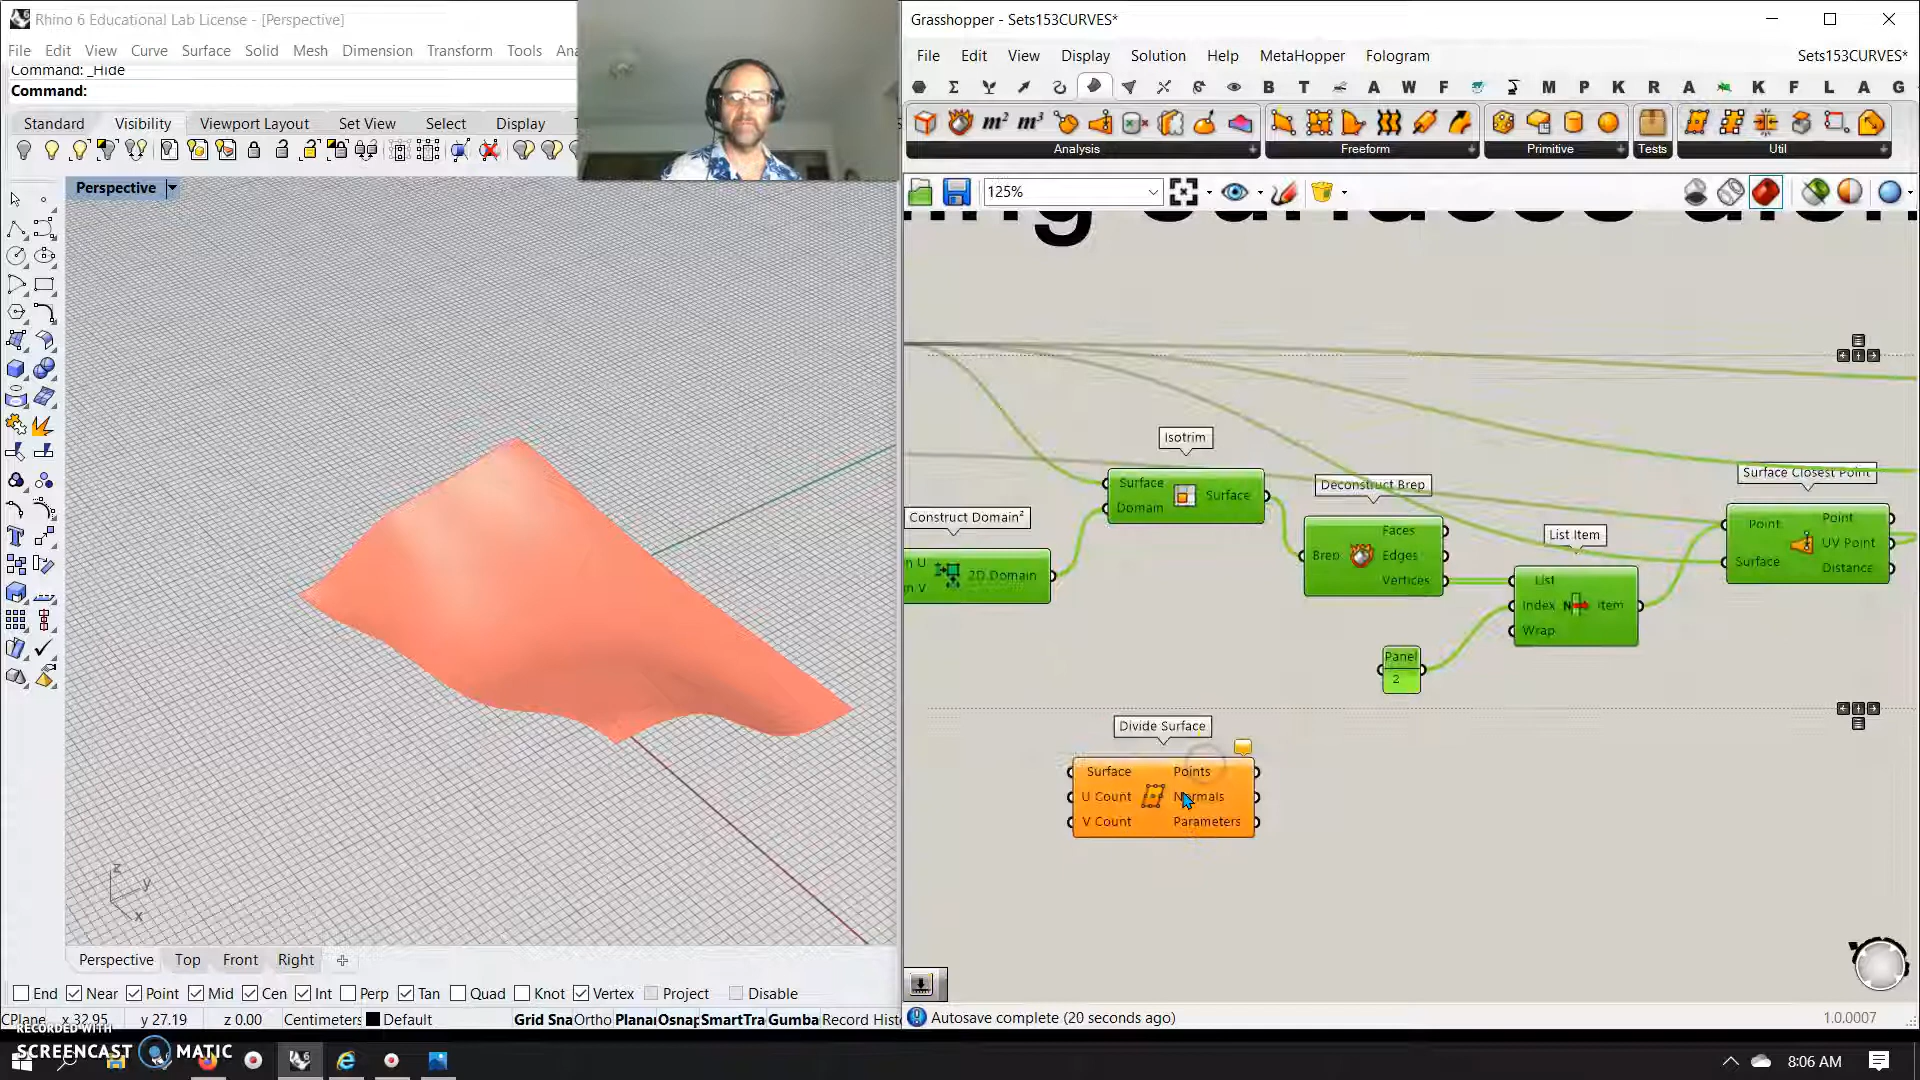 Rhino 6 Educational Lab License - [Perspective]
File Edit View Curve Surface Solid Mesh Dimension Transform Tools Ana
Command: _Hide
Command:
Standard Visibility Viewport Layout Set View Select Display
Perspective
z
y
x
Perspective Top Front Right
End Near Point Mid Cen Int Perp Tan Quad Knot Vertex Project Disable
CPlane x 32.95 y 27.19 z 0.00 Centimeters Default Grid Sna Ortho Planar Osnap SmartTra Gumba Record Hist
Grasshopper - Sets153CURVES*
File Edit View Display Solution Help MetaHopper Fologram Sets153CURVES*
A W F B T M P K R A K F L A G
m² m³
Analysis Freeform Primitive Tests Util
125%
Isotrim
Surface Surface
Domain
Construct Domain²
n U
n V
2D Domain
Deconstruct Brep
Faces
Brep Edges
Vertices
List Item
List
Index Item
Wrap
Panel
2
Surface Closest Point
Point Point
UV Point
Surface Distance
Divide Surface
Surface Points
U Count Normals
V Count Parameters
Autosave complete (20 seconds ago) 1.0.0007
RECORDED WITH
SCREENCAST MATIC
8:06 AM